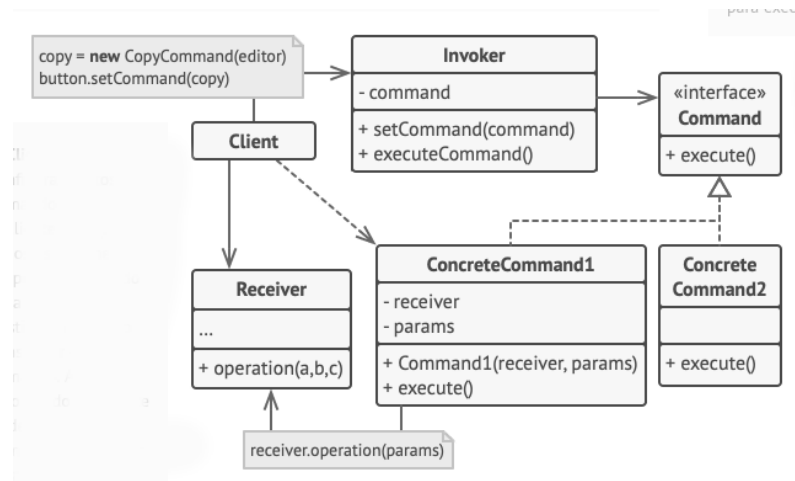 copy = new CopyCommand(editor)
button.setCommand(copy)
Client
Invoker
- command
+ setCommand(command)
+ executeCommand()
«interface»
Command
+ execute()
Receiver
...
+ operation(a,b,c)
ConcreteCommand1
- receiver
- params
+ Command1(receiver, params)
+ execute()
Concrete
Command2
+ execute()
receiver.operation(params)